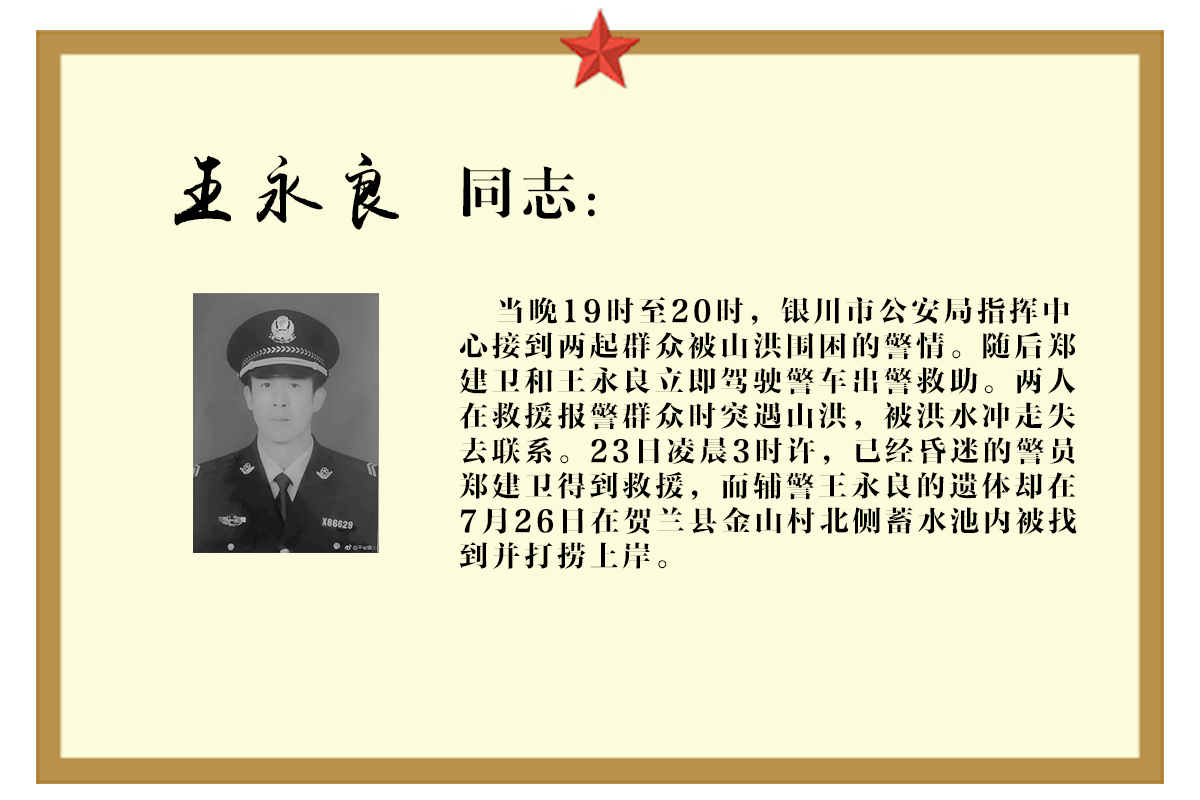 王永良 同志：
当晚19时至20时，银川市公安局指挥中
心接到两起群众被山洪围困的警情。随后郑
建卫和王永良立即驾驶警车出警救助。两人
在救援报警群众时突遇山洪，被洪水冲走失
去联系。23日凌晨3时许，已经昏迷的警员
郑建卫得到救援，而辅警王永良的遗体却在
7月26日在贺兰县金山村北侧蓄水池内被找
到并打捞上岸。
X86629